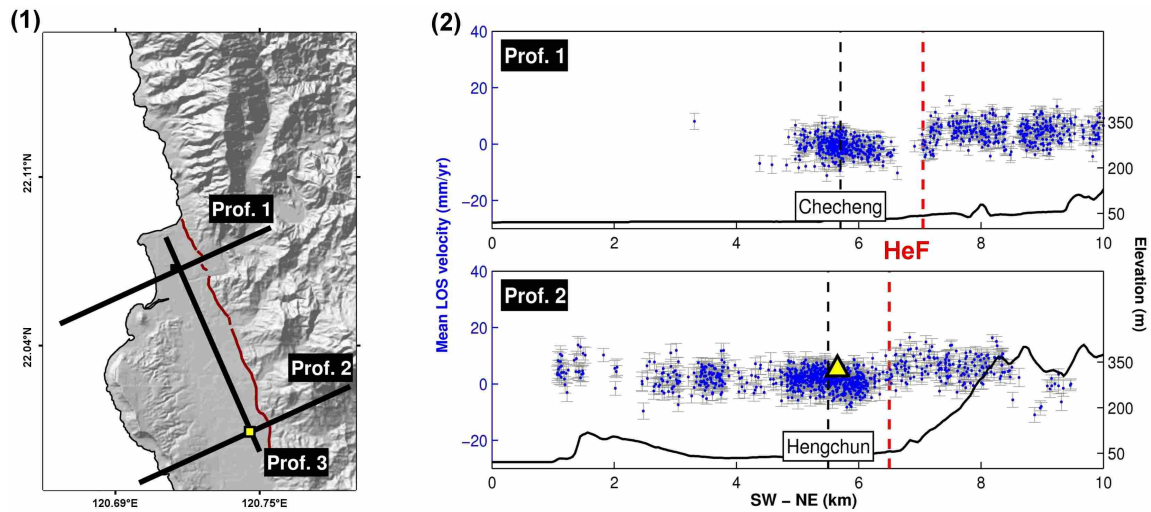 (1)
22.11°N
22.04°N
120.69°E
120.75°E
Prof. 1
Prof. 2
Prof. 3
(2)
Mean LOS velocity (mm/yr)
Elevation (m)
Prof. 1
40
20
0
−20
350
200
50
Checheng
0
2
4
6
8
10
HeF
Prof. 2
40
20
0
−20
350
200
50
Hengchun
0
2
4
6
8
10
SW − NE (km)